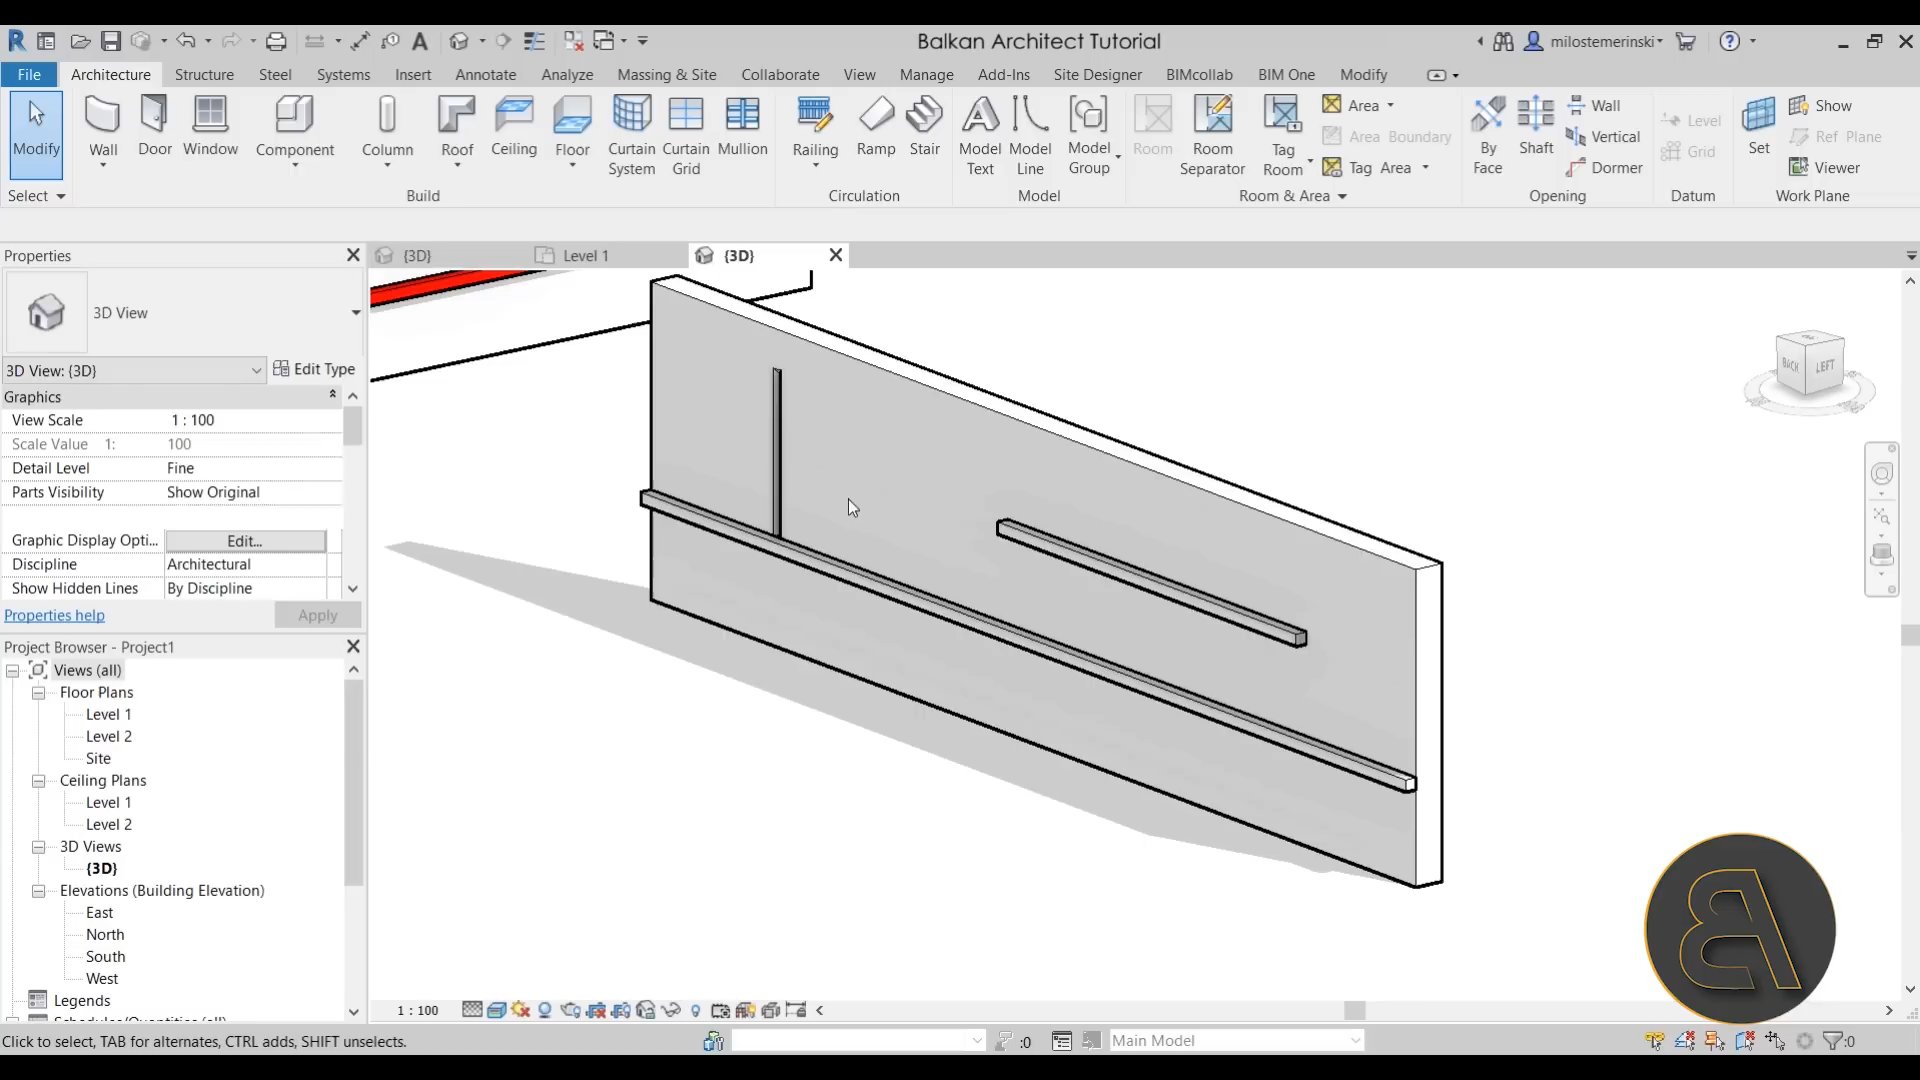 Balkan Architect Tutorial
milostemerinski
File
Architecture
Structure
Steel
Systems
Insert
Annotate
Analyze
Massing & Site
Collaborate
View
Manage
Add-Ins
Site Designer
BIMcollab
BIM One
Modify
Modify
Wall
Door
Window
Component
Column
Roof
Ceiling
Floor
Curtain System
Curtain Grid
Mullion
Railing
Ramp
Stair
Model Text
Model Line
Model Group
Room
Room Separator
Tag Room
Area
Area Boundary
Tag Area
By Face
Shaft
Wall
Vertical
Dormer
Level
Grid
Set
Show
Ref Plane
Viewer
Select
Build
Circulation
Model
Room & Area
Opening
Datum
Work Plane
Properties
{3D}
Level 1
{3D}
3D View
3D View: {3D}
Edit Type
Graphics
View Scale 1 : 100
Scale Value 1: 100
Detail Level Fine
Parts Visibility Show Original
Graphic Display Opti... Edit...
Discipline Architectural
Show Hidden Lines By Discipline
Properties help
Apply
Project Browser - Project1
Views (all)
Floor Plans
Level 1
Level 2
Site
Ceiling Plans
Level 1
Level 2
3D Views
{3D}
Elevations (Building Elevation)
East
North
South
West
Legends
BACK
LEFT
1 : 100
Click to select, TAB for alternates, CTRL adds, SHIFT unselects.
:0
Main Model
:0